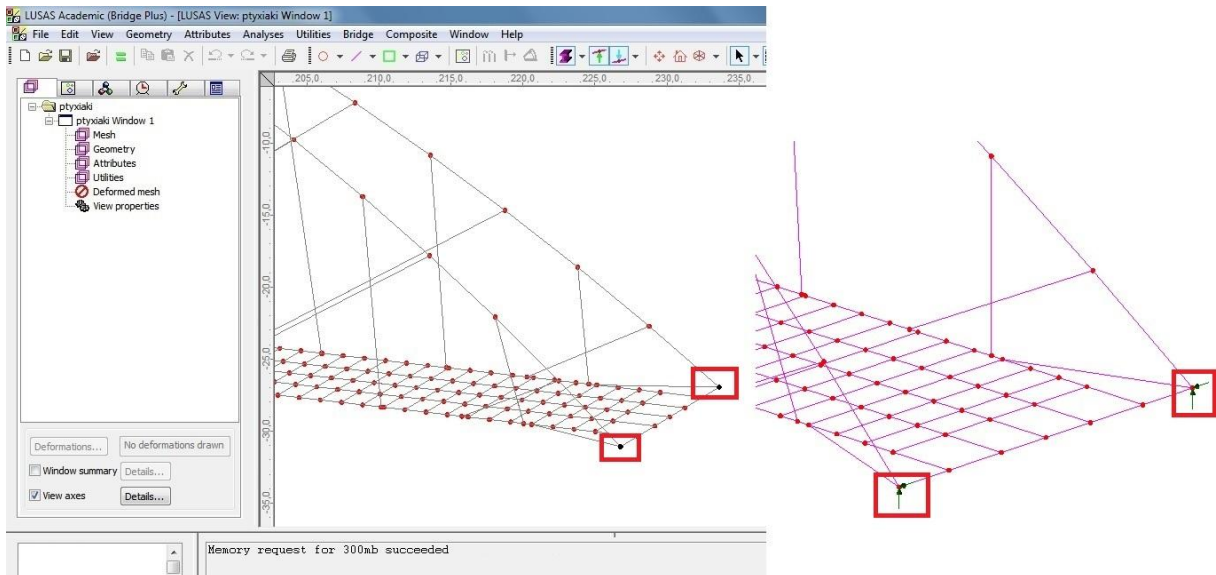 LUSAS Academic (Bridge Plus) - [LUSAS View: ptyxiaki Window 1]
File Edit View Geometry Attributes Analyses Utilities Bridge Composite Window Help
205,0 210,0 215,0 220,0 225,0 230,0 235,0
ptyxiaki
ptyxiaki Window 1
Mesh
Geometry
Attributes
Utilities
Deformed mesh
View properties
-10,0
-15,0
-20,0
-25,0
-30,0
-35,0
Deformations... No deformations drawn
Window summary Details...
View axes Details...
Memory request for 300mb succeeded